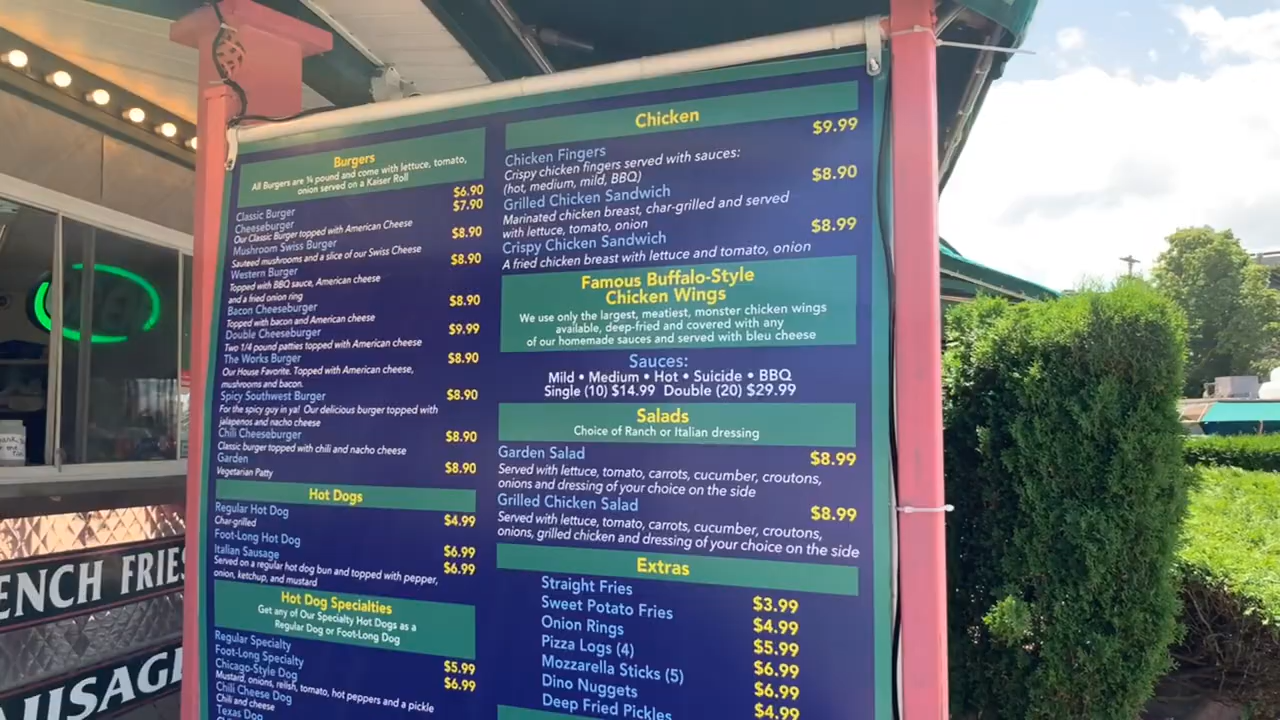 Burgers
All Burgers are ¼ pound and come with lettuce, tomato,
onion served on a Kaiser Roll
Classic Burger $6.90
Cheeseburger $7.90
Our Classic Burger topped with American Cheese
Mushroom Swiss Burger $8.90
Sauteed mushrooms and a slice of our Swiss Cheese
Western Burger $8.90
Topped with BBQ sauce, American cheese
and a fried onion ring
Bacon Cheeseburger $8.90
Topped with bacon and American cheese
Double Cheeseburger $9.99
Two 1/4 pound patties topped with American cheese
The Works Burger $8.90
Our House Favorite. Topped with American cheese,
mushrooms and bacon.
Spicy Southwest Burger $8.90
For the spicy guy in ya! Our delicious burger topped with
jalapenos and nacho cheese
Chili Cheeseburger $8.90
Classic burger topped with chili and nacho cheese
Garden $8.90
Vegetarian Patty
Hot Dogs
Regular Hot Dog $4.99
Char-grilled
Foot-Long Hot Dog $6.99
Italian Sausage $6.99
Served on a regular hot dog bun and topped with pepper,
onion, ketchup, and mustard
Hot Dog Specialties
Get any of Our Specialty Hot Dogs as a
Regular Dog or Foot-Long Dog
Regular Specialty $5.99
Foot-Long Specialty $6.99
Chicago-Style Dog
Mustard, onions, relish, tomato, hot peppers and a pickle
Chili Cheese Dog
Chili and cheese
Texas Dog
Chicken
Chicken Fingers $9.99
Crispy chicken fingers served with sauces:
(hot, medium, mild, BBQ)
Grilled Chicken Sandwich $8.90
Marinated chicken breast, char-grilled and served
with lettuce, tomato, onion
Crispy Chicken Sandwich $8.99
A fried chicken breast with lettuce and tomato, onion
Famous Buffalo-Style
Chicken Wings
We use only the largest, meatiest, monster chicken wings
available, deep-fried and covered with any
of our homemade sauces and served with bleu cheese
Sauces:
Mild • Medium • Hot • Suicide • BBQ
Single (10) $14.99 Double (20) $29.99
Salads
Choice of Ranch or Italian dressing
Garden Salad $8.99
Served with lettuce, tomato, carrots, cucumber, croutons,
onions and dressing of your choice on the side
Grilled Chicken Salad $8.99
Served with lettuce, tomato, carrots, cucumber, croutons,
onions, grilled chicken and dressing of your choice on the side
Extras
Straight Fries $3.99
Sweet Potato Fries $4.99
Onion Rings $5.99
Pizza Logs (4) $6.99
Mozzarella Sticks (5) $6.99
Dino Nuggets $4.99
Deep Fried Pickles
ENCH FRIES
AUSAG